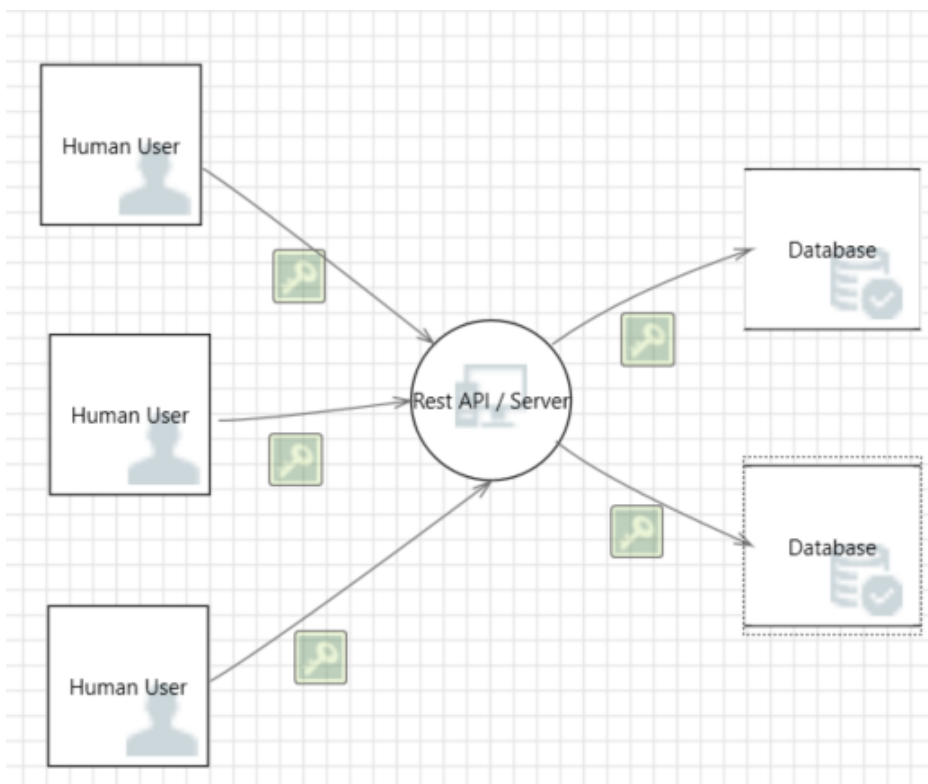 Human User
Database
Human User
Rest API / Server
Database
Human User